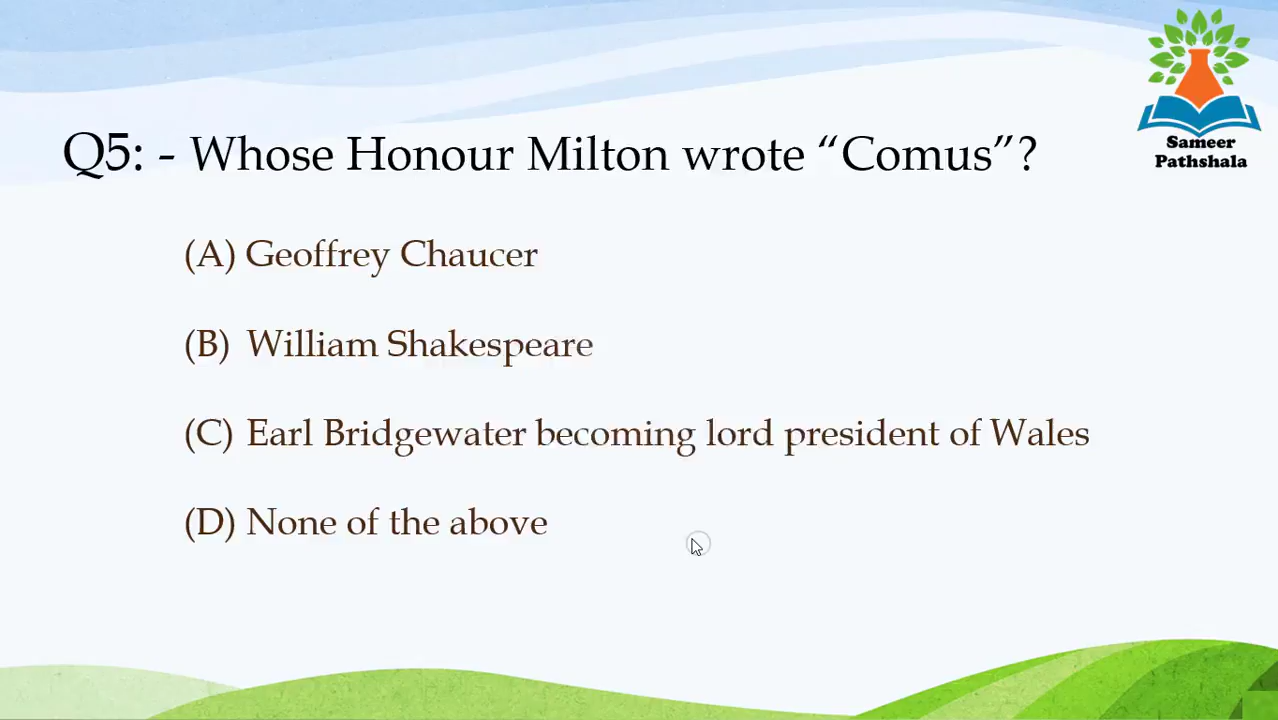 Sameer
Pathshala
Q5: - Whose Honour Milton wrote “Comus”?
(A) Geoffrey Chaucer
(B) William Shakespeare
(C) Earl Bridgewater becoming lord president of Wales
(D) None of the above